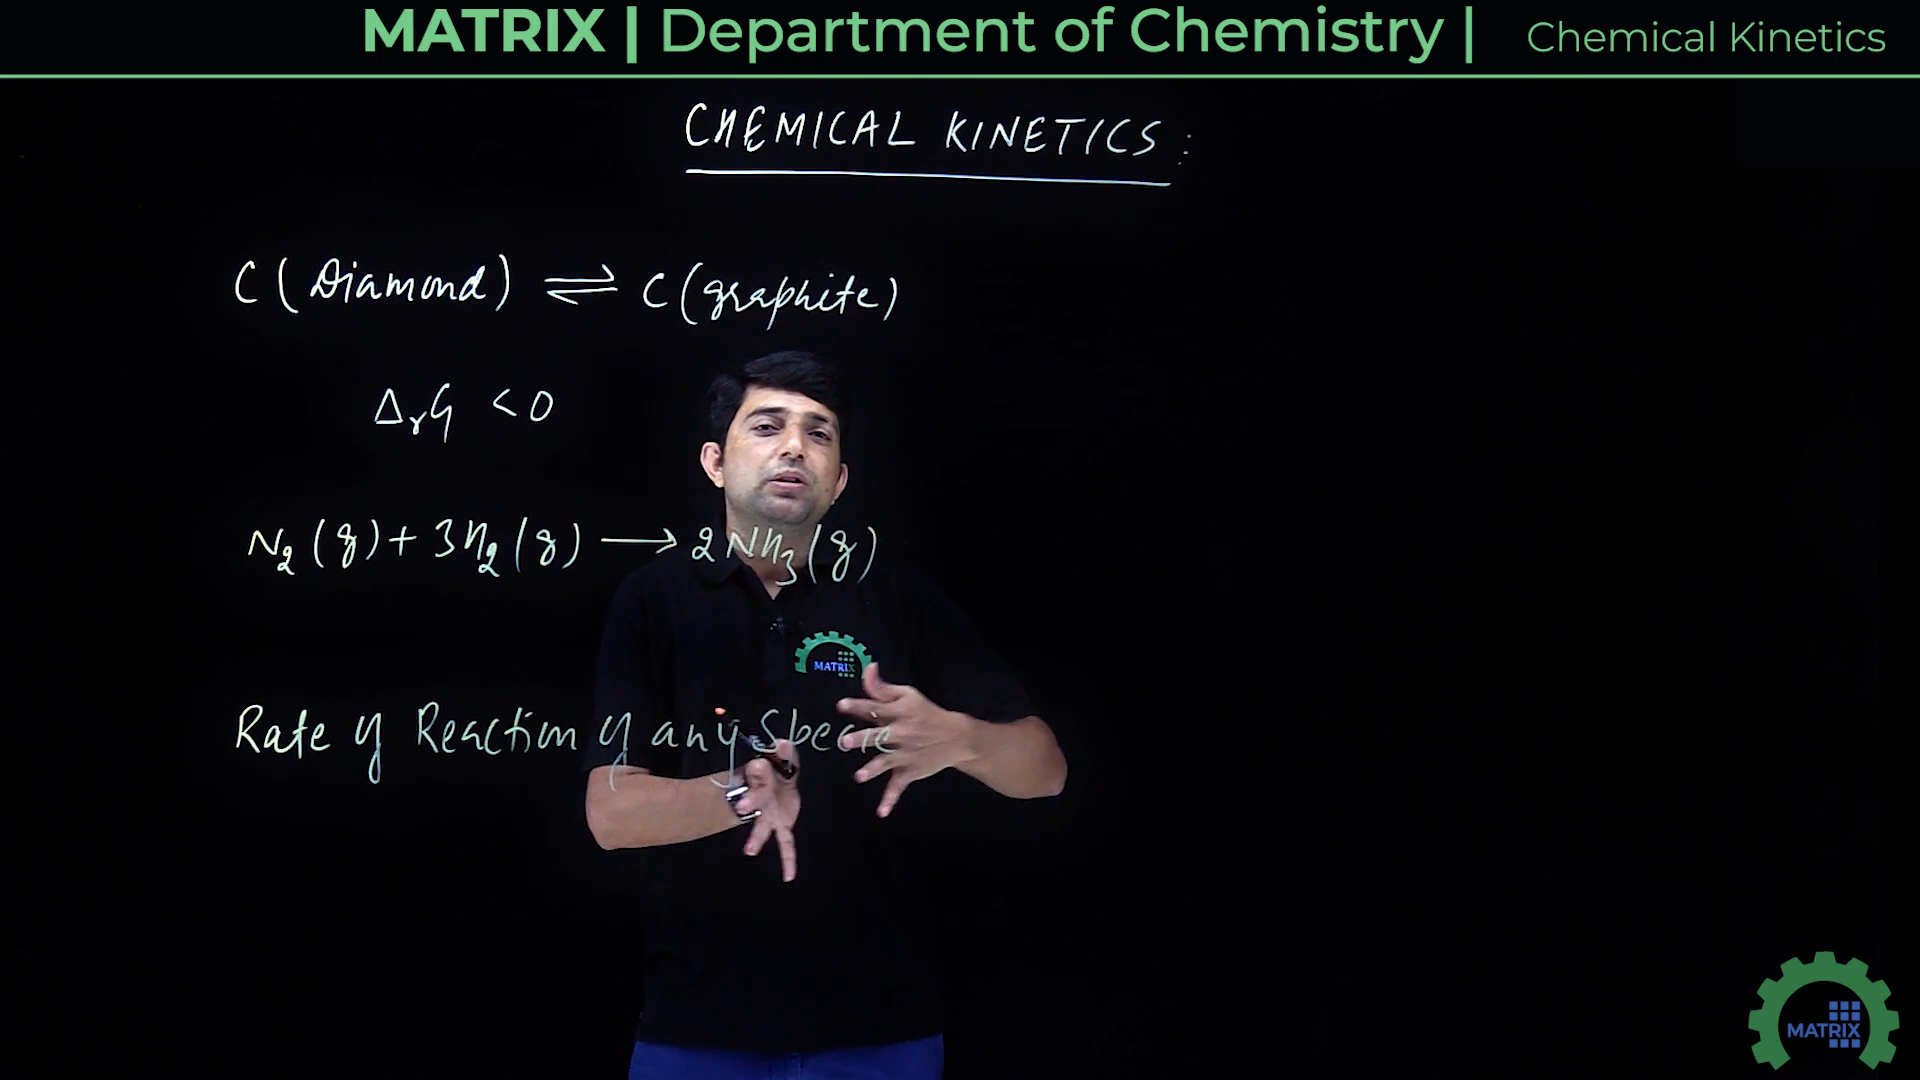 MATRIX | Department of Chemistry | Chemical Kinetics
CHEMICAL KINETICS :
C (Diamond) ⇌ C (graphite)
ΔrG < 0
N2 (g) + 3H2 (g) ⟶ 2NH3 (g)
MATRIX
Rate of Reaction of any Specie
MATRIX